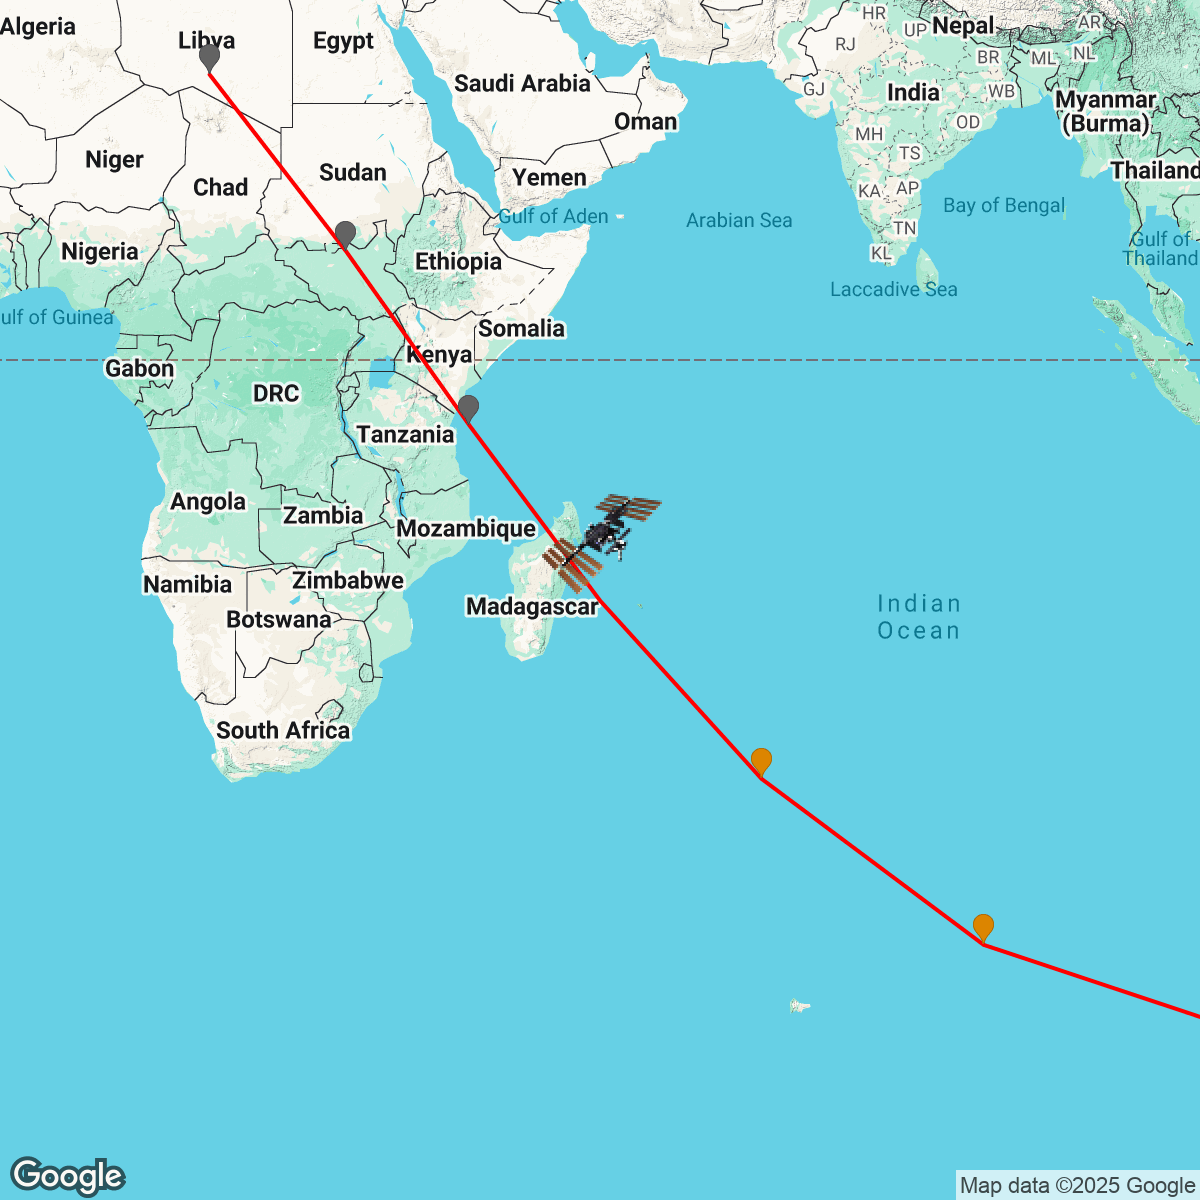 Algeria
Libya
Egypt
Saudi Arabia
Oman
Yemen
Niger
Chad
Sudan
Nigeria
Ethiopia
Gulf of Aden
Arabian Sea
HR
UP
Nepal
AR
RJ
BR
ML
NL
GJ
India
WB
Myanmar
(Burma)
MH
OD
TS
Thailand
KA
AP
TN
KL
Bay of Bengal
Gulf of
Thailand
Laccadive Sea
ulf of Guinea
Somalia
Gabon
Kenya
DRC
Tanzania
Angola
Zambia
Mozambique
Namibia
Zimbabwe
Botswana
Madagascar
Indian
Ocean
South Africa
Google
Map data ©2025 Google